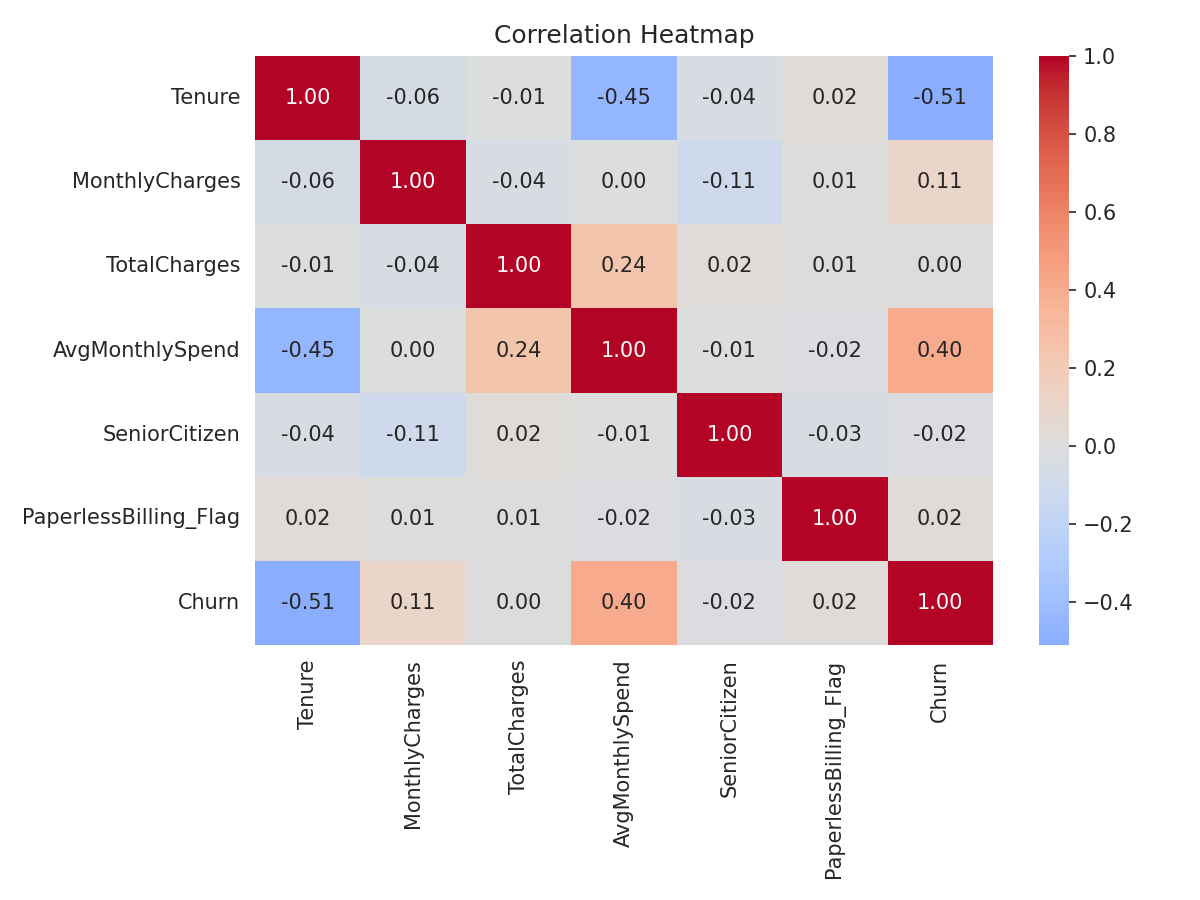 Correlation Heatmap
Tenure 1.00 -0.06 -0.01 -0.45 -0.04 0.02 -0.51
MonthlyCharges -0.06 1.00 -0.04 0.00 -0.11 0.01 0.11
TotalCharges -0.01 -0.04 1.00 0.24 0.02 0.01 0.00
AvgMonthlySpend -0.45 0.00 0.24 1.00 -0.01 -0.02 0.40
SeniorCitizen -0.04 -0.11 0.02 -0.01 1.00 -0.03 -0.02
PaperlessBilling_Flag 0.02 0.01 0.01 -0.02 -0.03 1.00 0.02
Churn -0.51 0.11 0.00 0.40 -0.02 0.02 1.00
Tenure
MonthlyCharges
TotalCharges
AvgMonthlySpend
SeniorCitizen
PaperlessBilling_Flag
Churn
1.0
0.8
0.6
0.4
0.2
0.0
−0.2
−0.4